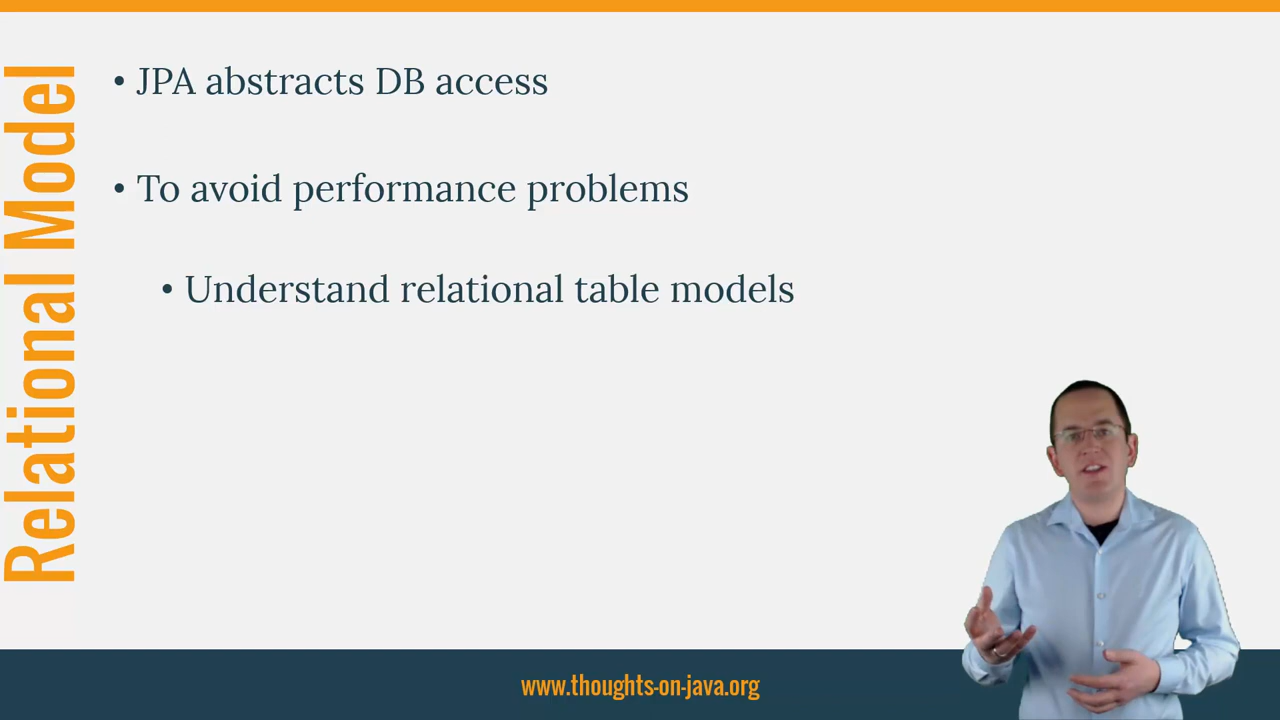 Relational Model
• JPA abstracts DB access
• To avoid performance problems
• Understand relational table models
www.thoughts-on-java.org